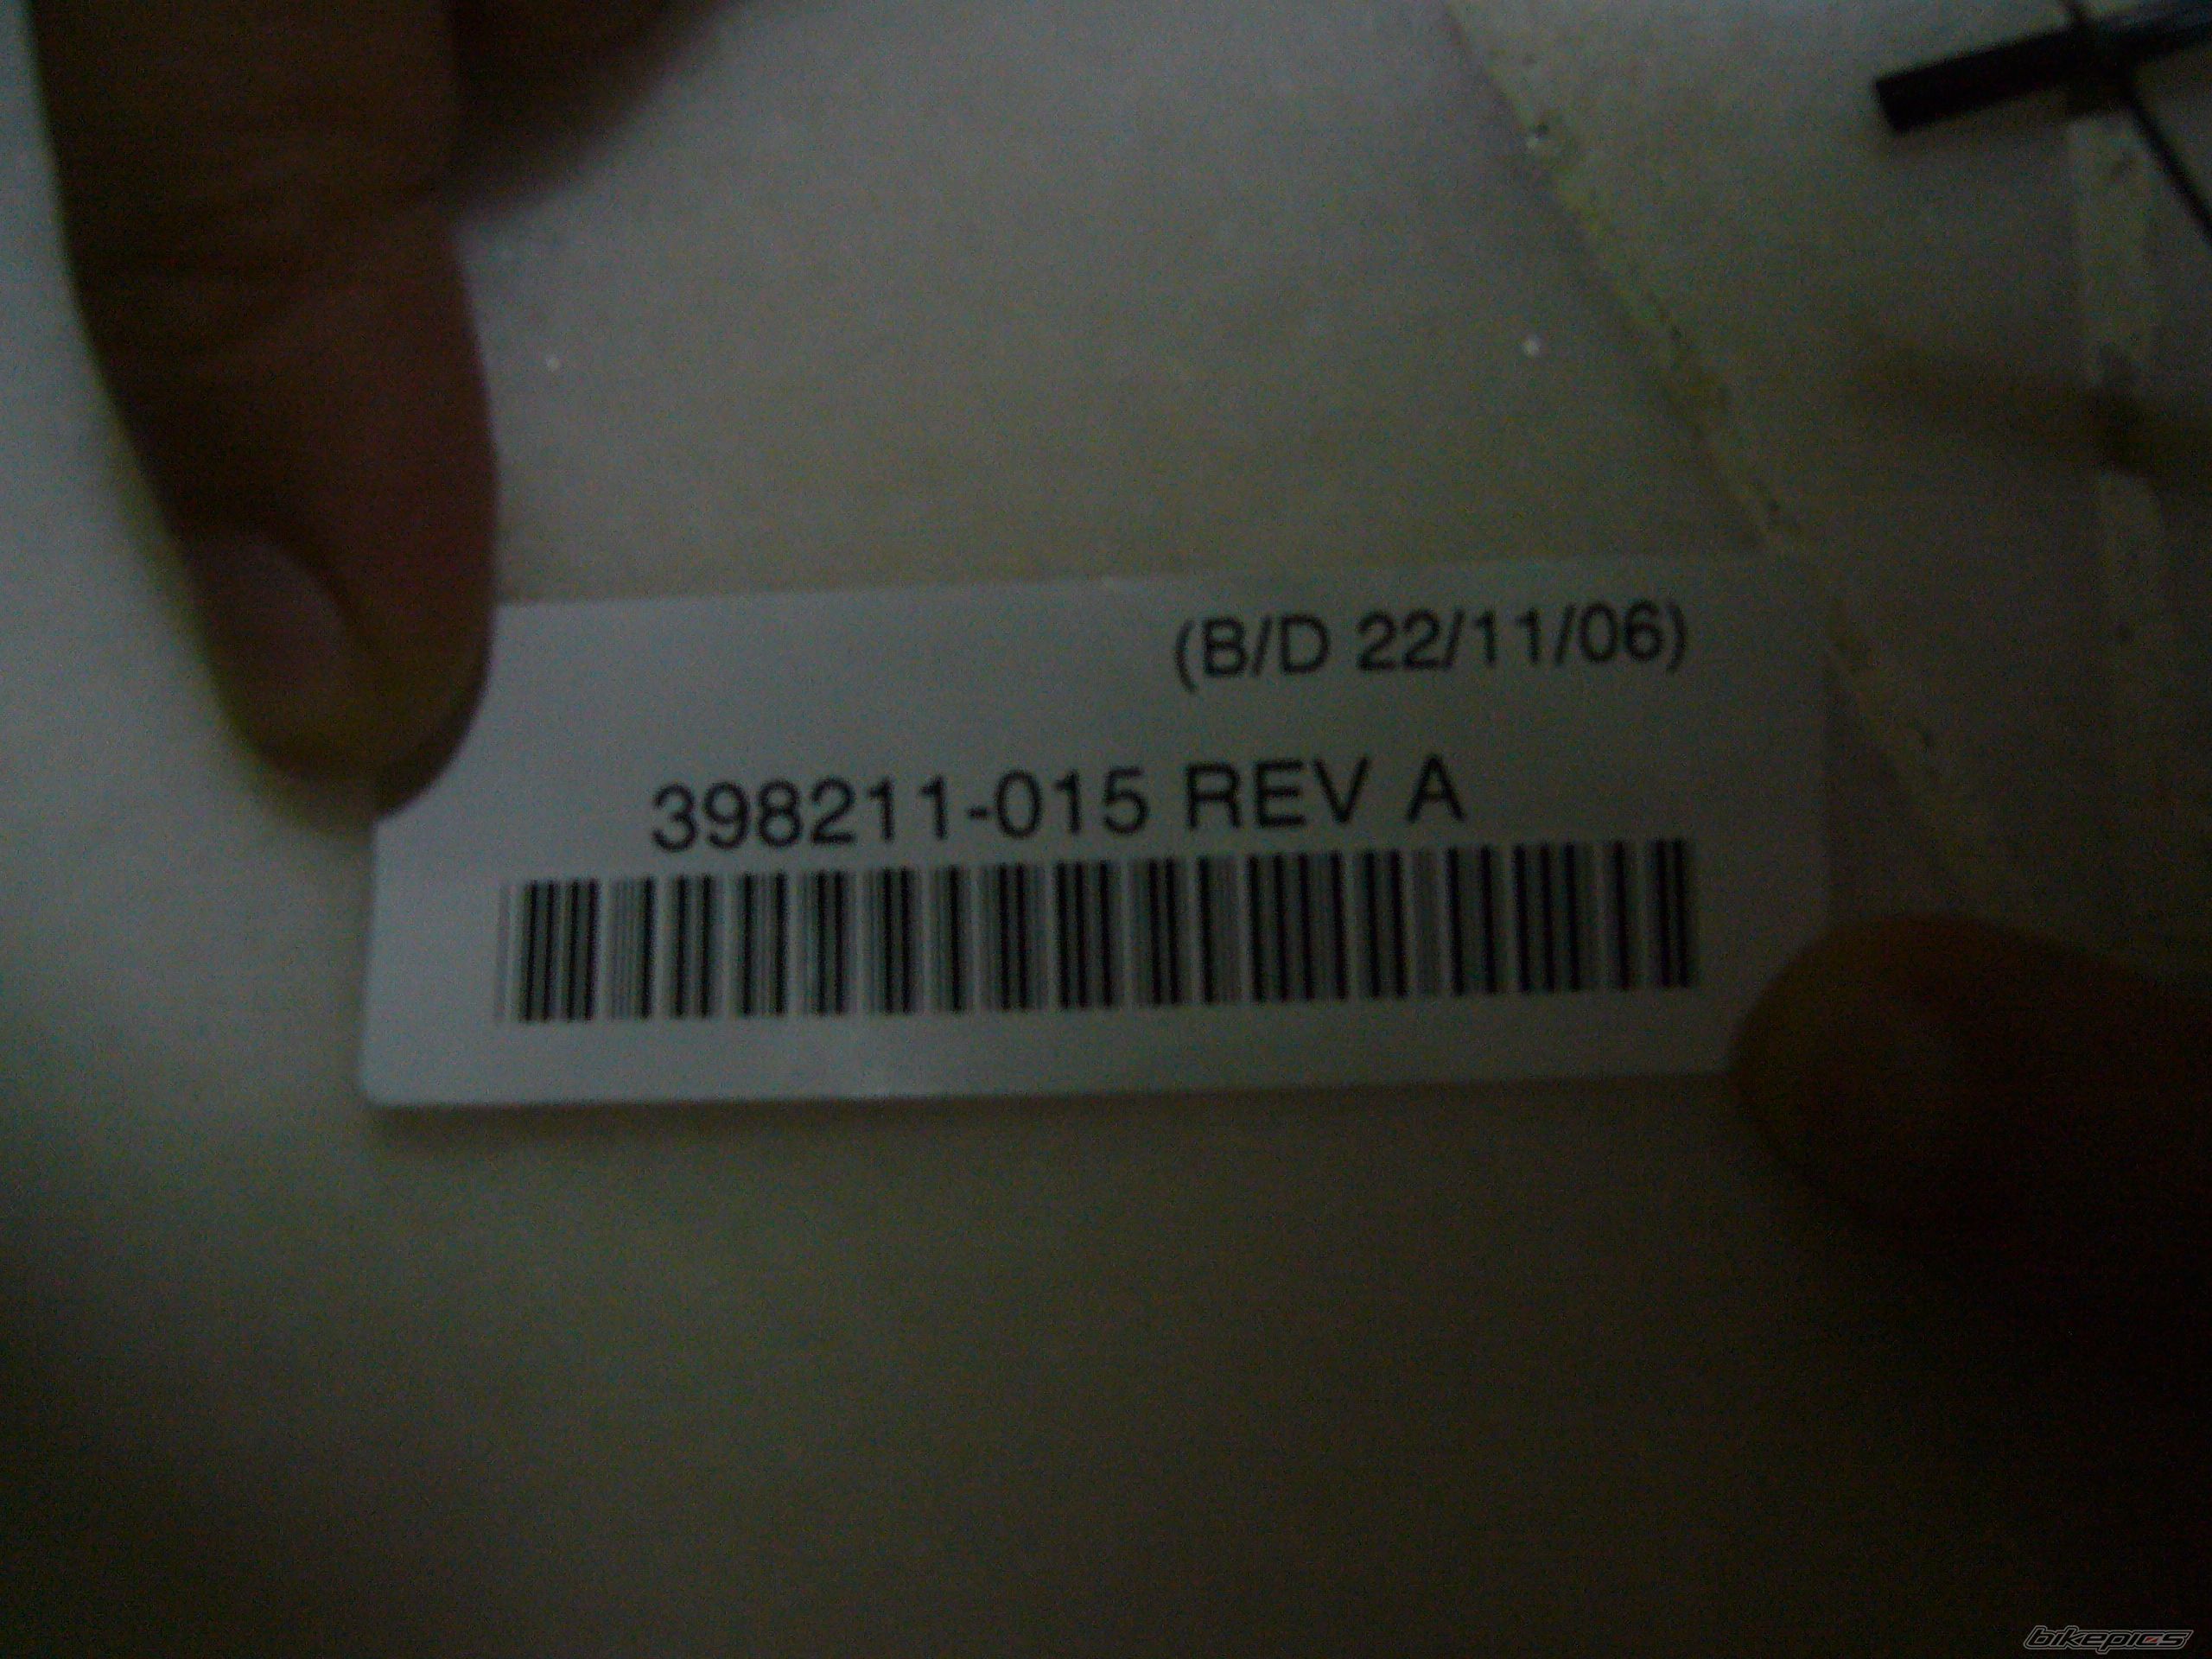 (B/D 22/11/06)
398211-015 REV A
bikepics